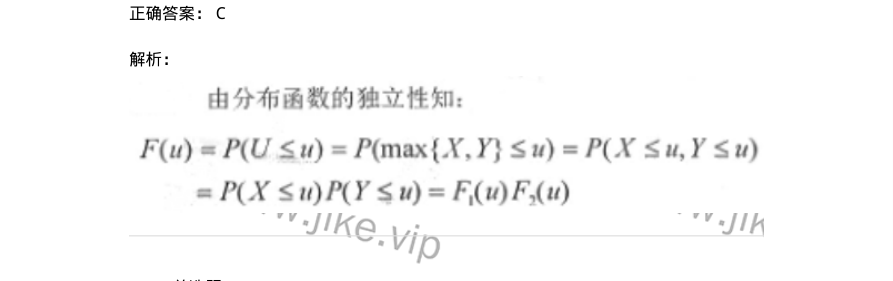 正确答案： C
解析：
由分布函数的独立性知：
F(u) = P(U ≤ u) = P(max{X,Y} ≤ u) = P(X ≤ u, Y ≤ u)
= P(X ≤ u)P(Y ≤ u) = F₁(u)F₂(u)
w.jike.vip
w.jik